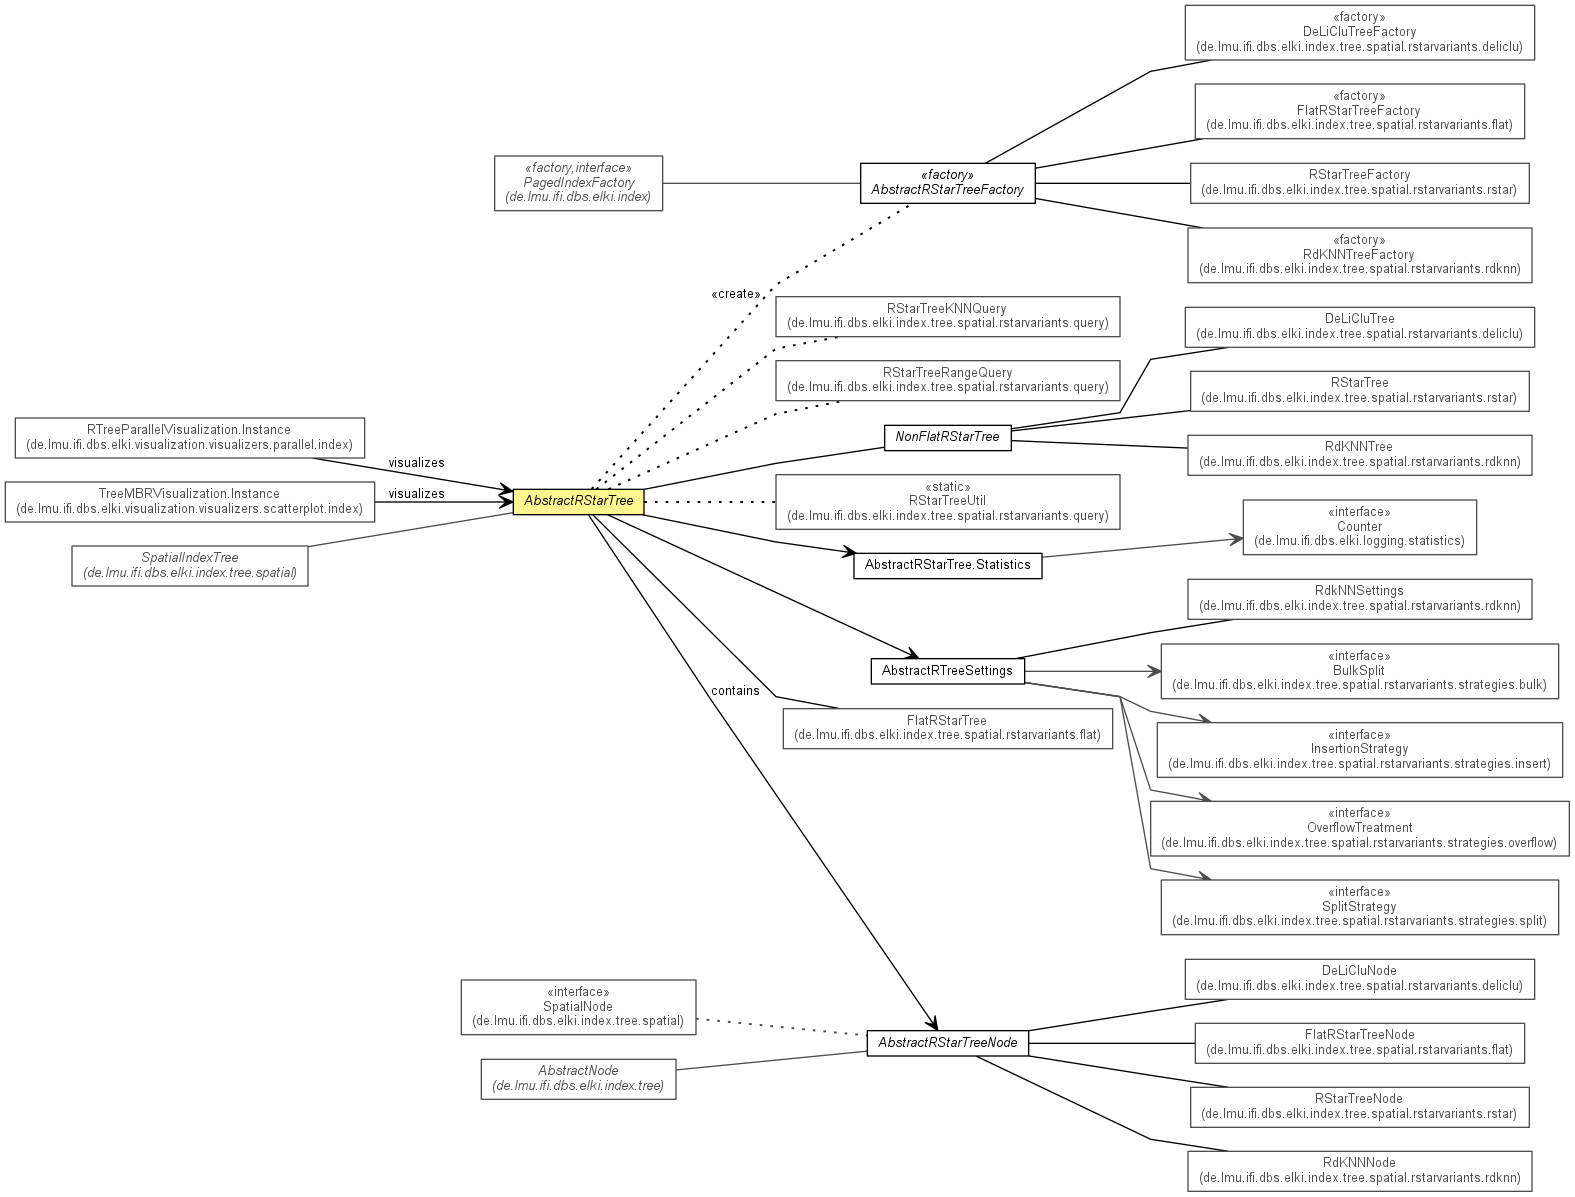 «factory»
DeLiCluTreeFactory
(de.lmu.ifi.dbs.elki.index.tree.spatial.rstarvariants.deliclu)
«factory»
FlatRStarTreeFactory
(de.lmu.ifi.dbs.elki.index.tree.spatial.rstarvariants.flat)
«factory,interface»
PagedIndexFactory
(de.lmu.ifi.dbs.elki.index)
«factory»
AbstractRStarTreeFactory
RStarTreeFactory
(de.lmu.ifi.dbs.elki.index.tree.spatial.rstarvariants.rstar)
«factory»
RdKNNTreeFactory
(de.lmu.ifi.dbs.elki.index.tree.spatial.rstarvariants.rdknn)
«create»
RStarTreeKNNQuery
(de.lmu.ifi.dbs.elki.index.tree.spatial.rstarvariants.query)
DeLiCluTree
(de.lmu.ifi.dbs.elki.index.tree.spatial.rstarvariants.deliclu)
RStarTreeRangeQuery
(de.lmu.ifi.dbs.elki.index.tree.spatial.rstarvariants.query)
RStarTree
(de.lmu.ifi.dbs.elki.index.tree.spatial.rstarvariants.rstar)
RTreeParallelVisualization.Instance
(de.lmu.ifi.dbs.elki.visualization.visualizers.parallel.index)
visualizes
NonFlatRStarTree
RdKNNTree
(de.lmu.ifi.dbs.elki.index.tree.spatial.rstarvariants.rdknn)
TreeMBRVisualization.Instance
(de.lmu.ifi.dbs.elki.visualization.visualizers.scatterplot.index)
visualizes
AbstractRStarTree
«static»
RStarTreeUtil
(de.lmu.ifi.dbs.elki.index.tree.spatial.rstarvariants.query)
«interface»
Counter
(de.lmu.ifi.dbs.elki.logging.statistics)
SpatialIndexTree
(de.lmu.ifi.dbs.elki.index.tree.spatial)
AbstractRStarTree.Statistics
RdkNNSettings
(de.lmu.ifi.dbs.elki.index.tree.spatial.rstarvariants.rdknn)
AbstractRTreeSettings
«interface»
BulkSplit
(de.lmu.ifi.dbs.elki.index.tree.spatial.rstarvariants.strategies.bulk)
contains
FlatRStarTree
(de.lmu.ifi.dbs.elki.index.tree.spatial.rstarvariants.flat)
«interface»
InsertionStrategy
(de.lmu.ifi.dbs.elki.index.tree.spatial.rstarvariants.strategies.insert)
«interface»
OverflowTreatment
(de.lmu.ifi.dbs.elki.index.tree.spatial.rstarvariants.strategies.overflow)
«interface»
SplitStrategy
(de.lmu.ifi.dbs.elki.index.tree.spatial.rstarvariants.strategies.split)
DeLiCluNode
(de.lmu.ifi.dbs.elki.index.tree.spatial.rstarvariants.deliclu)
«interface»
SpatialNode
(de.lmu.ifi.dbs.elki.index.tree.spatial)
AbstractRStarTreeNode
FlatRStarTreeNode
(de.lmu.ifi.dbs.elki.index.tree.spatial.rstarvariants.flat)
AbstractNode
(de.lmu.ifi.dbs.elki.index.tree)
RStarTreeNode
(de.lmu.ifi.dbs.elki.index.tree.spatial.rstarvariants.rstar)
RdKNNNode
(de.lmu.ifi.dbs.elki.index.tree.spatial.rstarvariants.rdknn)